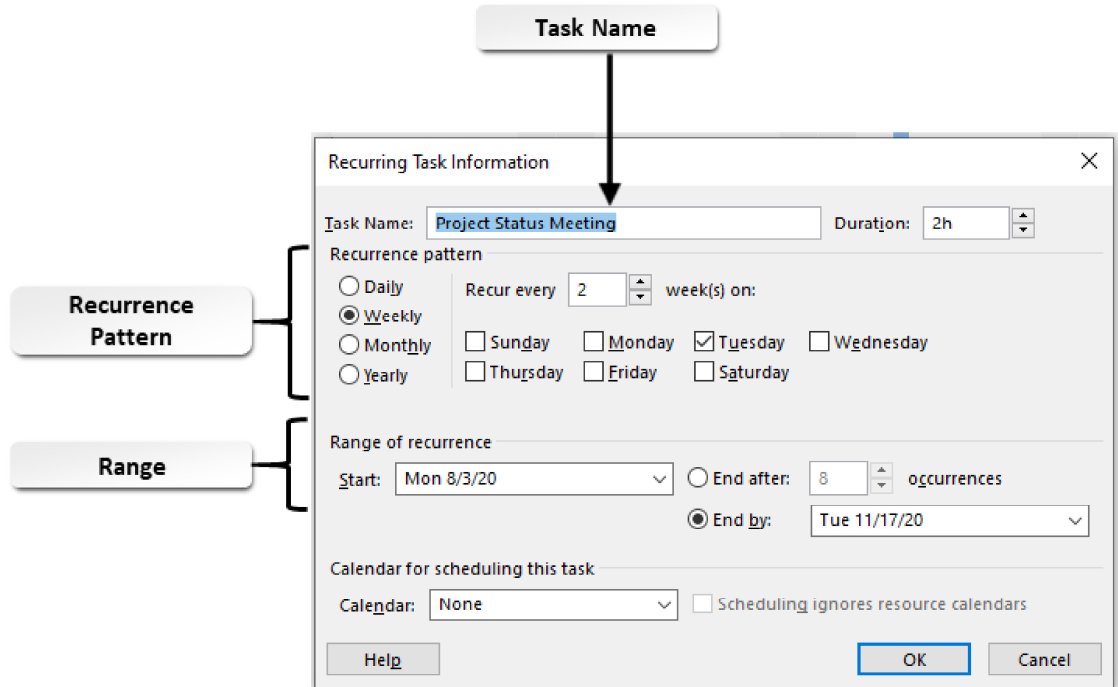 Task Name
Recurring Task Information
Task Name: Project Status Meeting Duration: 2h
Recurrence pattern
Daily Recur every 2 week(s) on:
Weekly
Recurrence
Pattern
Sunday Monday Tuesday Wednesday
Monthly
Thursday Friday Saturday
Yearly
Range of recurrence
Range
Start: Mon 8/3/20 End after: 8 occurrences
End by: Tue 11/17/20
Calendar for scheduling this task
Calendar: None Scheduling ignores resource calendars
Help OK Cancel